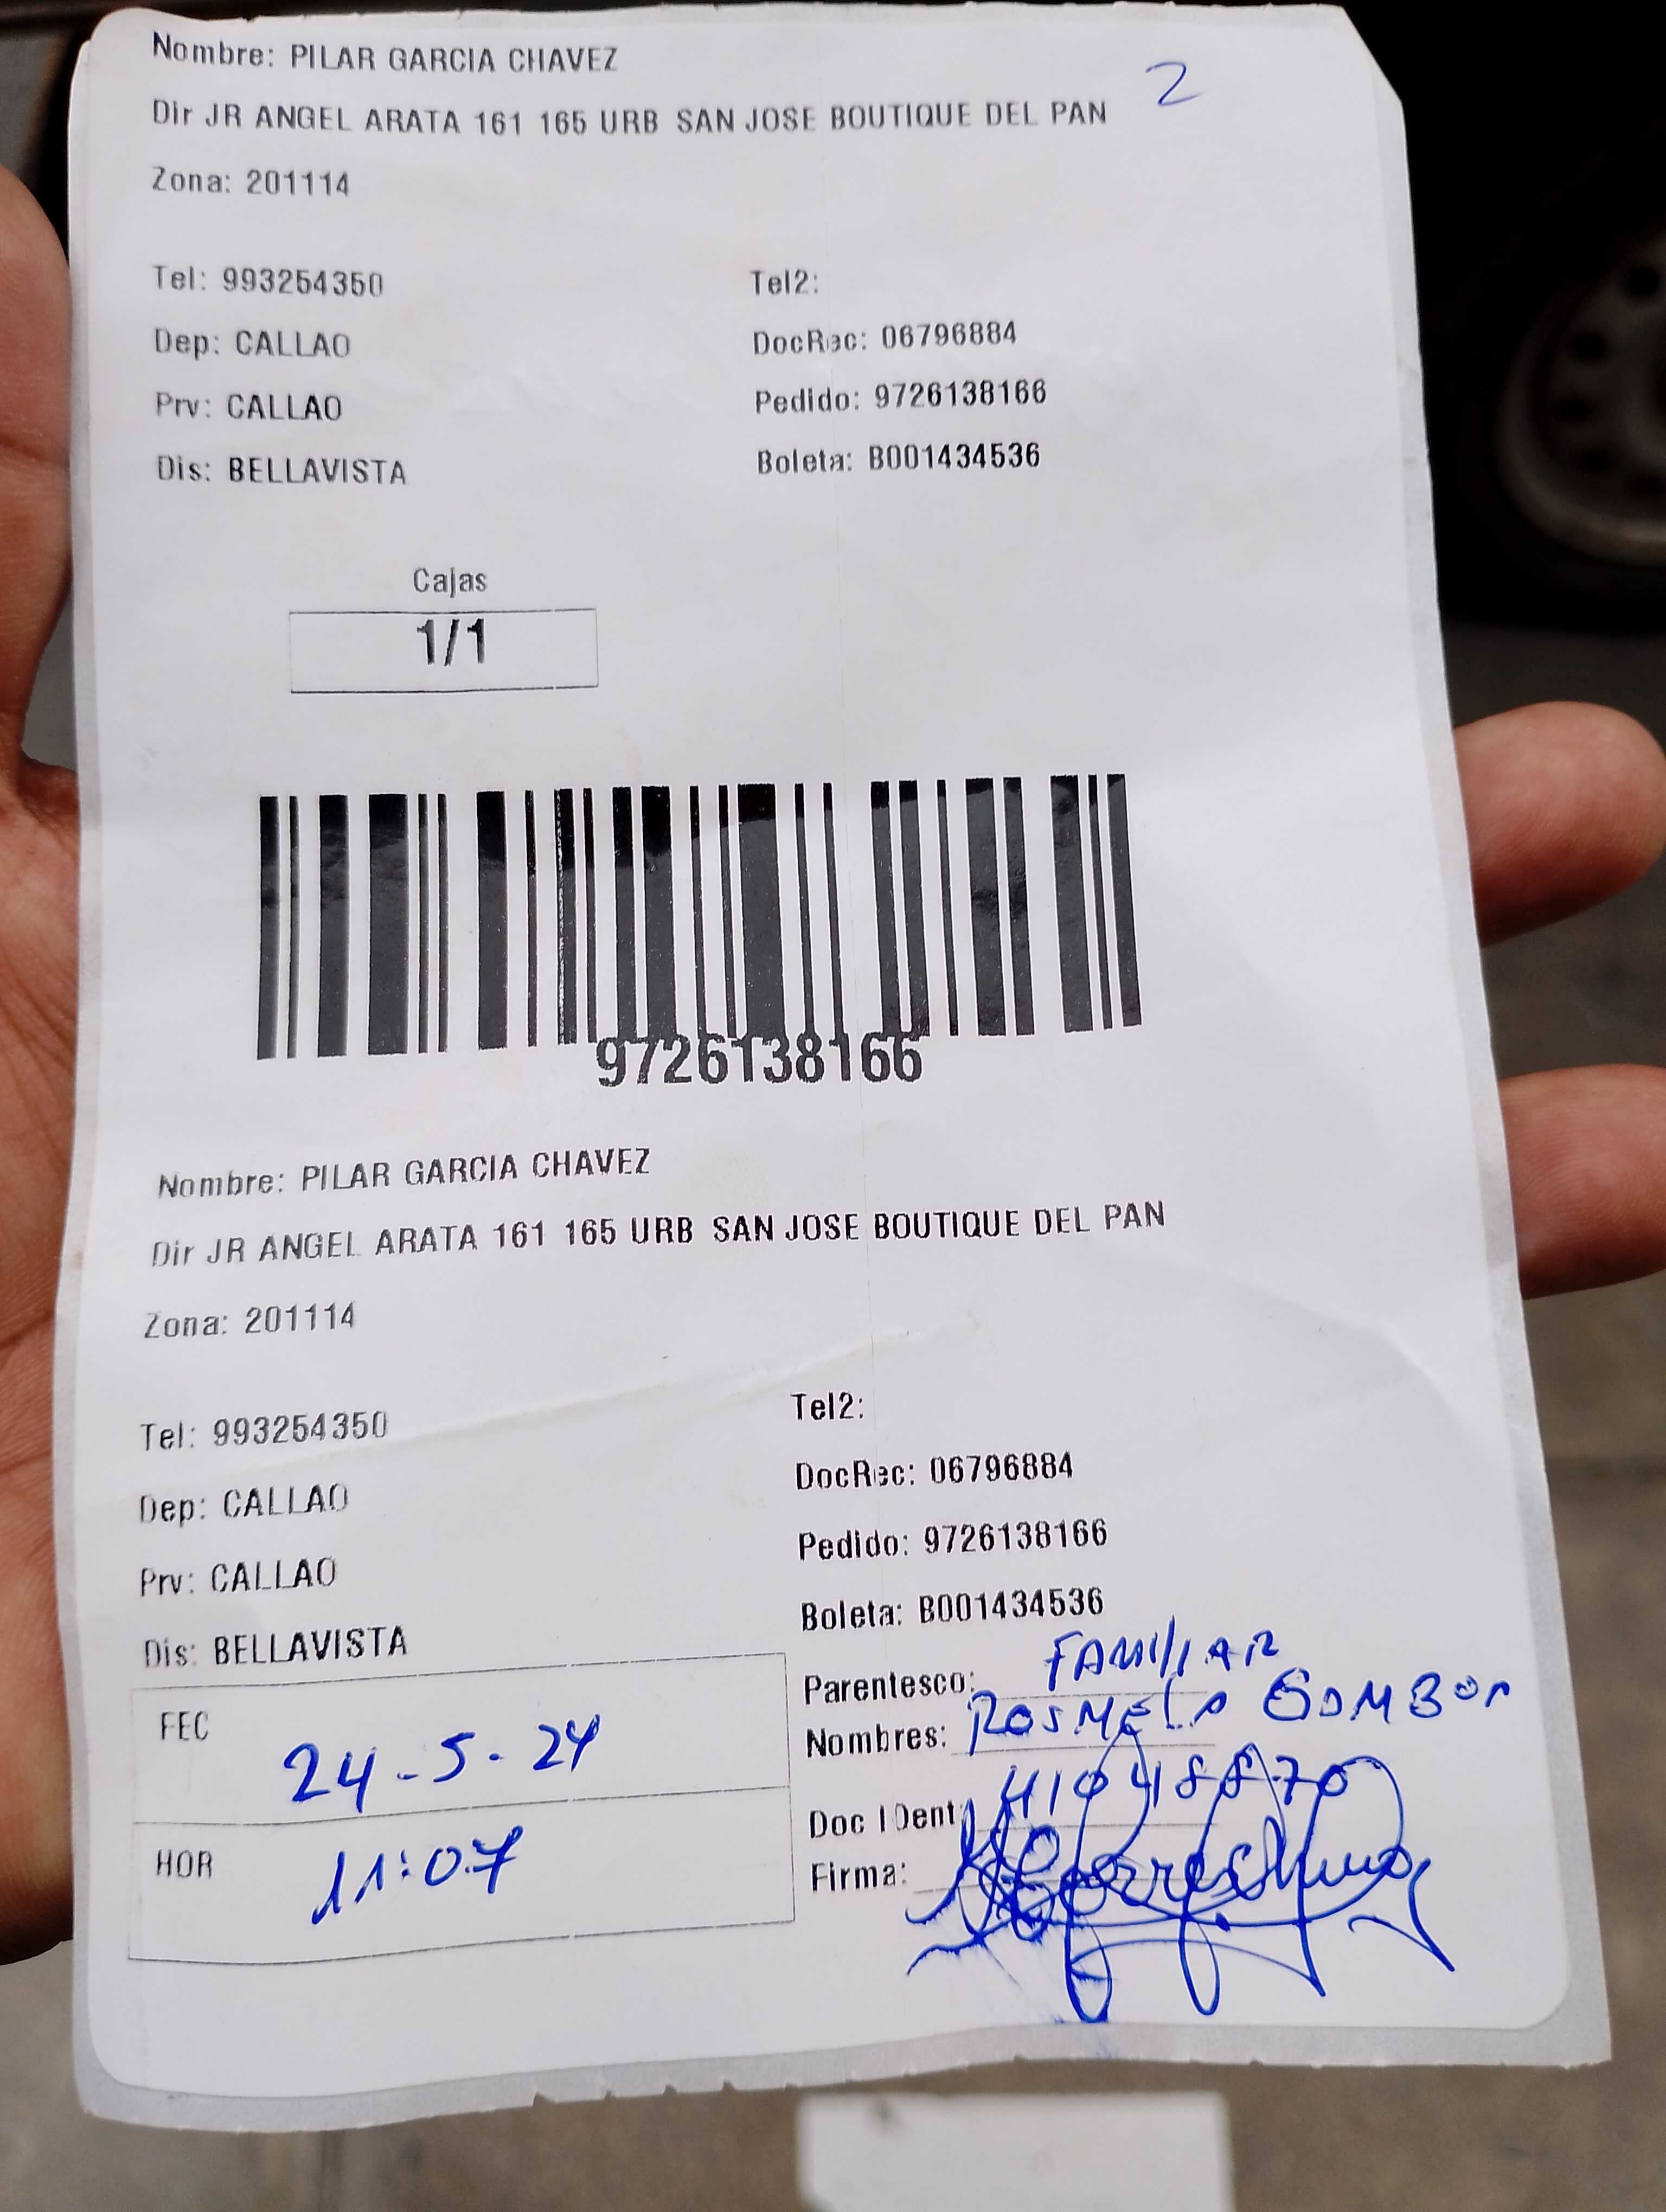 Nombre: PILAR GARCIA CHAVEZ
2
Dir JR ANGEL ARATA 161 165 URB SAN JOSE BOUTIQUE DEL PAN
Zona: 201114
Tel: 993254350 Tel2:
Dep: CALLAO DocRec: 06796884
Prv: CALLAO Pedido: 9726138166
Dis: BELLAVISTA Boleta: B001434536
Cajas
1/1
9726138166
Nombre: PILAR GARCIA CHAVEZ
Dir JR ANGEL ARATA 161 165 URB SAN JOSE BOUTIQUE DEL PAN
Zona: 201114
Tel: 993254350 Tel2:
Dep: CALLAO DocRec: 06796884
Prv: CALLAO Pedido: 9726138166
Dis: BELLAVISTA Boleta: B001434536
Parentesco: FAMILIAR
FEC 24-5-24 Nombres:
Doc IDent:
HOR 11:07 Firma: